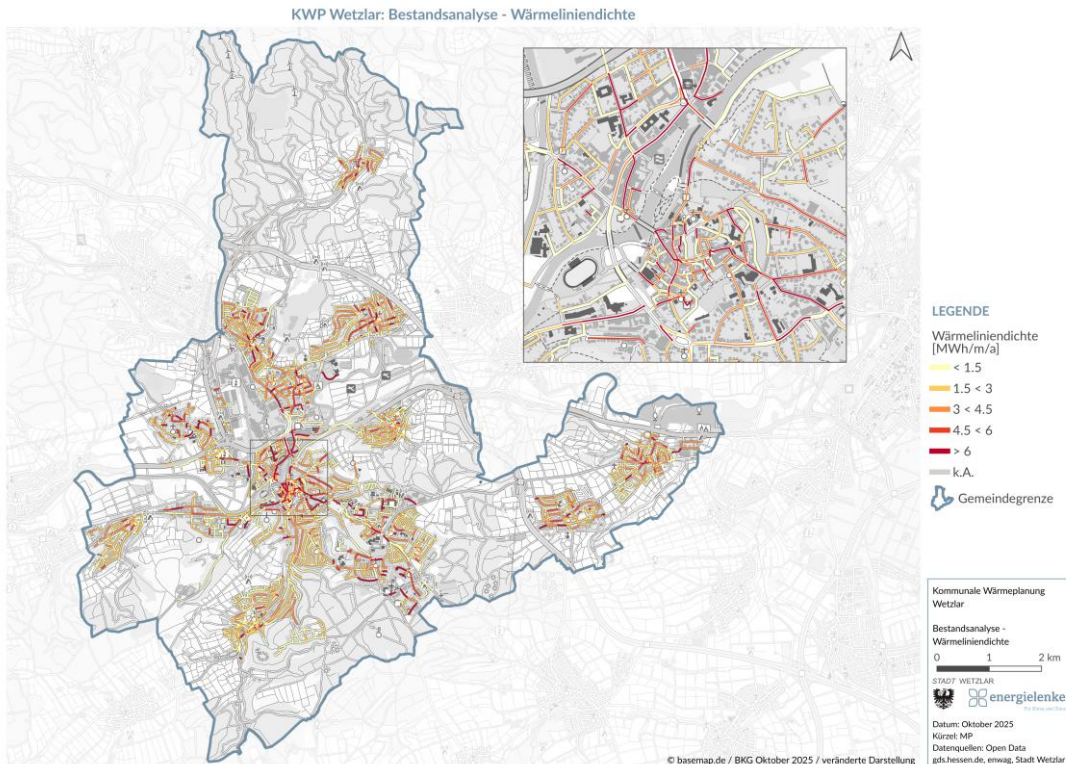 KWP Wetzlar: Bestandsanalyse - Wärmeliniendichte
LEGENDE
Wärmeliniendichte
[MWh/m/a]
< 1.5
1.5 < 3
3 < 4.5
4.5 < 6
> 6
k.A.
Gemeindegrenze
Kommunale Wärmeplanung
Wetzlar
Bestandsanalyse -
Wärmeliniendichte
0 1 2 km
STADT WETZLAR
energielenker
Datum: Oktober 2025
Kürzel: MP
Datenquellen: Open Data
gds.hessen.de, enwag, Stadt Wetzlar
© basemap.de / BKG Oktober 2025 / veränderte Darstellung